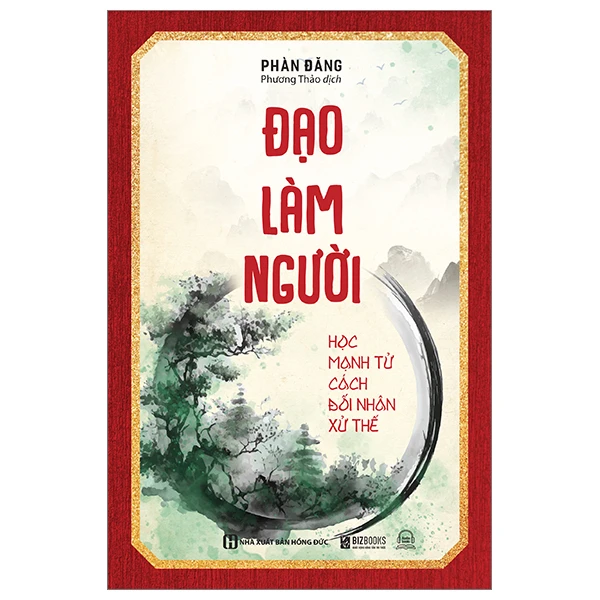 PHÀN ĐĂNG
Phương Thảo dịch
ĐẠO
LÀM
NGƯỜI
HỌC
MẠNH TỬ
CÁCH
ĐỐI NHÂN
XỬ THẾ
NHÀ XUẤT BẢN HỒNG ĐỨC
BIZBOOKS